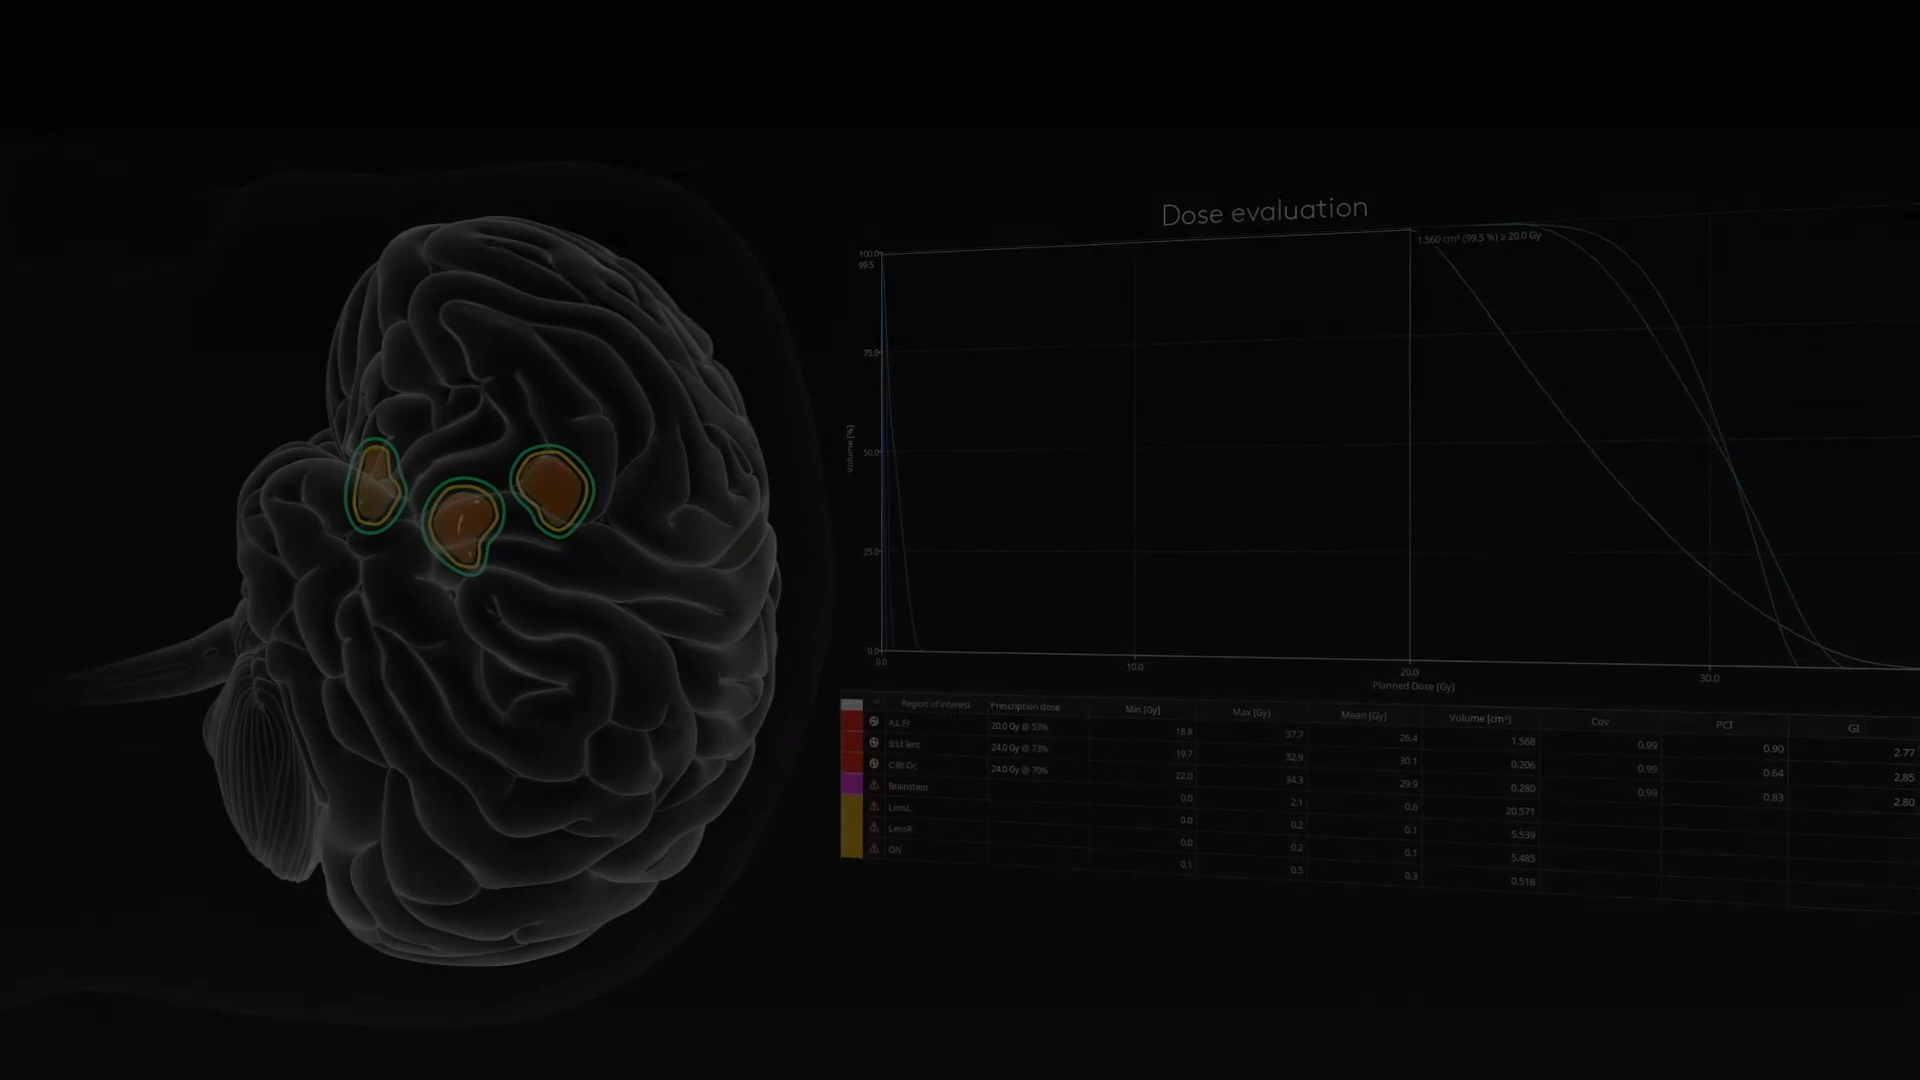 Dose evaluation
1.560 cm³ (99.5 %) ≥ 20.0 Gy
100.0
99.5
75.0
Volume [%]
50.0
25.0
0.0
0.0 10.0 20.0 30.0
Planned Dose [Gy]
Region of interest Prescription dose Min [Gy] Max [Gy] Mean [Gy] Volume [cm³] Cov PCI GI
A:L Fr 20.0 Gy @ 53% 18.8 37.7 26.4 1.568 0.99 0.90 2.77
B:Lt lent 24.0 Gy @ 73% 19.7 32.9 30.1 0.206 0.99 0.64 2.85
C:Rt Oc 24.0 Gy @ 70% 22.0 34.3 29.9 0.280 0.99 0.83 2.80
Brainstem 0.0 2.1 0.6 20.571
LensL 0.0 0.2 0.1 5.539
LensR 0.0 0.2 0.1 5.485
ON 0.1 0.5 0.3 0.518